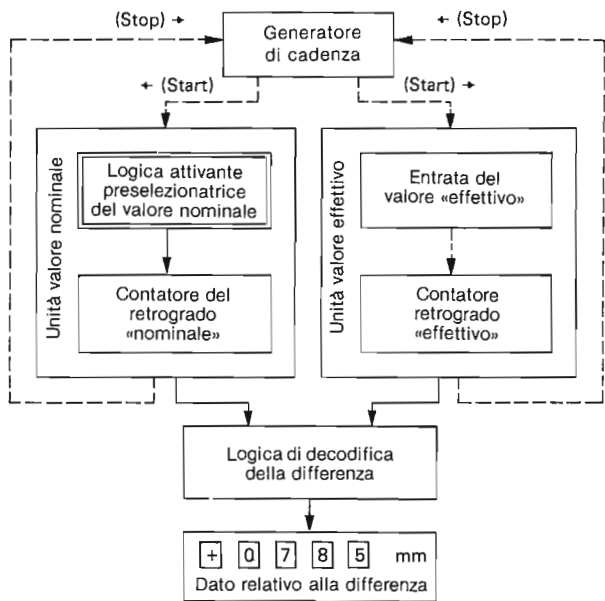 (Stop) →
← (Stop)
Generatore
di cadenza
← (Start)
(Start) →
Unità valore nominale
Logica attivante
preselezionatrice
del valore nominale
Contatore del
retrogrado
«nominale»
Unità valore effettivo
Entrata del
valore «effettivo»
Contatore
retrogrado
«effettivo»
Logica di decodifica
della differenza
+ 0 7 8 5 mm
Dato relativo alla differenza